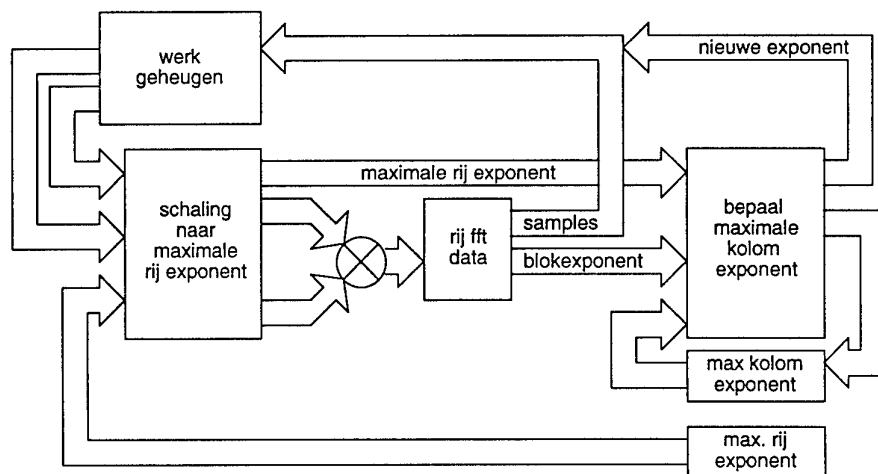 werk
geheugen
nieuwe exponent
maximale rij exponent
schaling
naar
maximale
rij exponent
rij fft
data
samples
blokexponent
bepaal
maximale
kolom
exponent
max kolom
exponent
max. rij
exponent